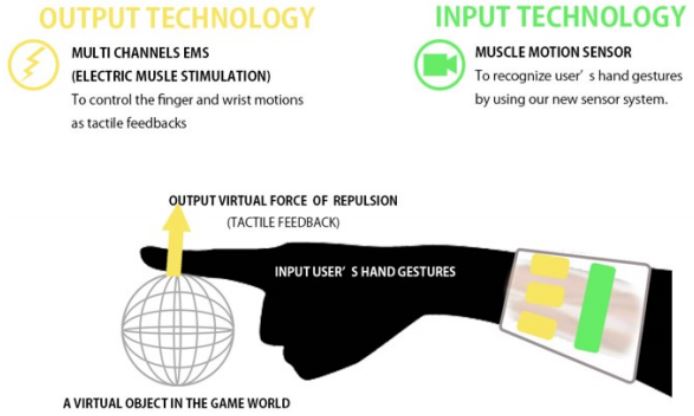 OUTPUT TECHNOLOGY
MULTI CHANNELS EMS
(ELECTRIC MUSLE STIMULATION)
To control the finger and wrist motions
as tactile feedbacks
INPUT TECHNOLOGY
MUSCLE MOTION SENSOR
To recognize user’ s hand gestures
by using our new sensor system.
OUTPUT VIRTUAL FORCE OF REPULSION
(TACTILE FEEDBACK)
INPUT USER’ S HAND GESTURES
A VIRTUAL OBJECT IN THE GAME WORLD